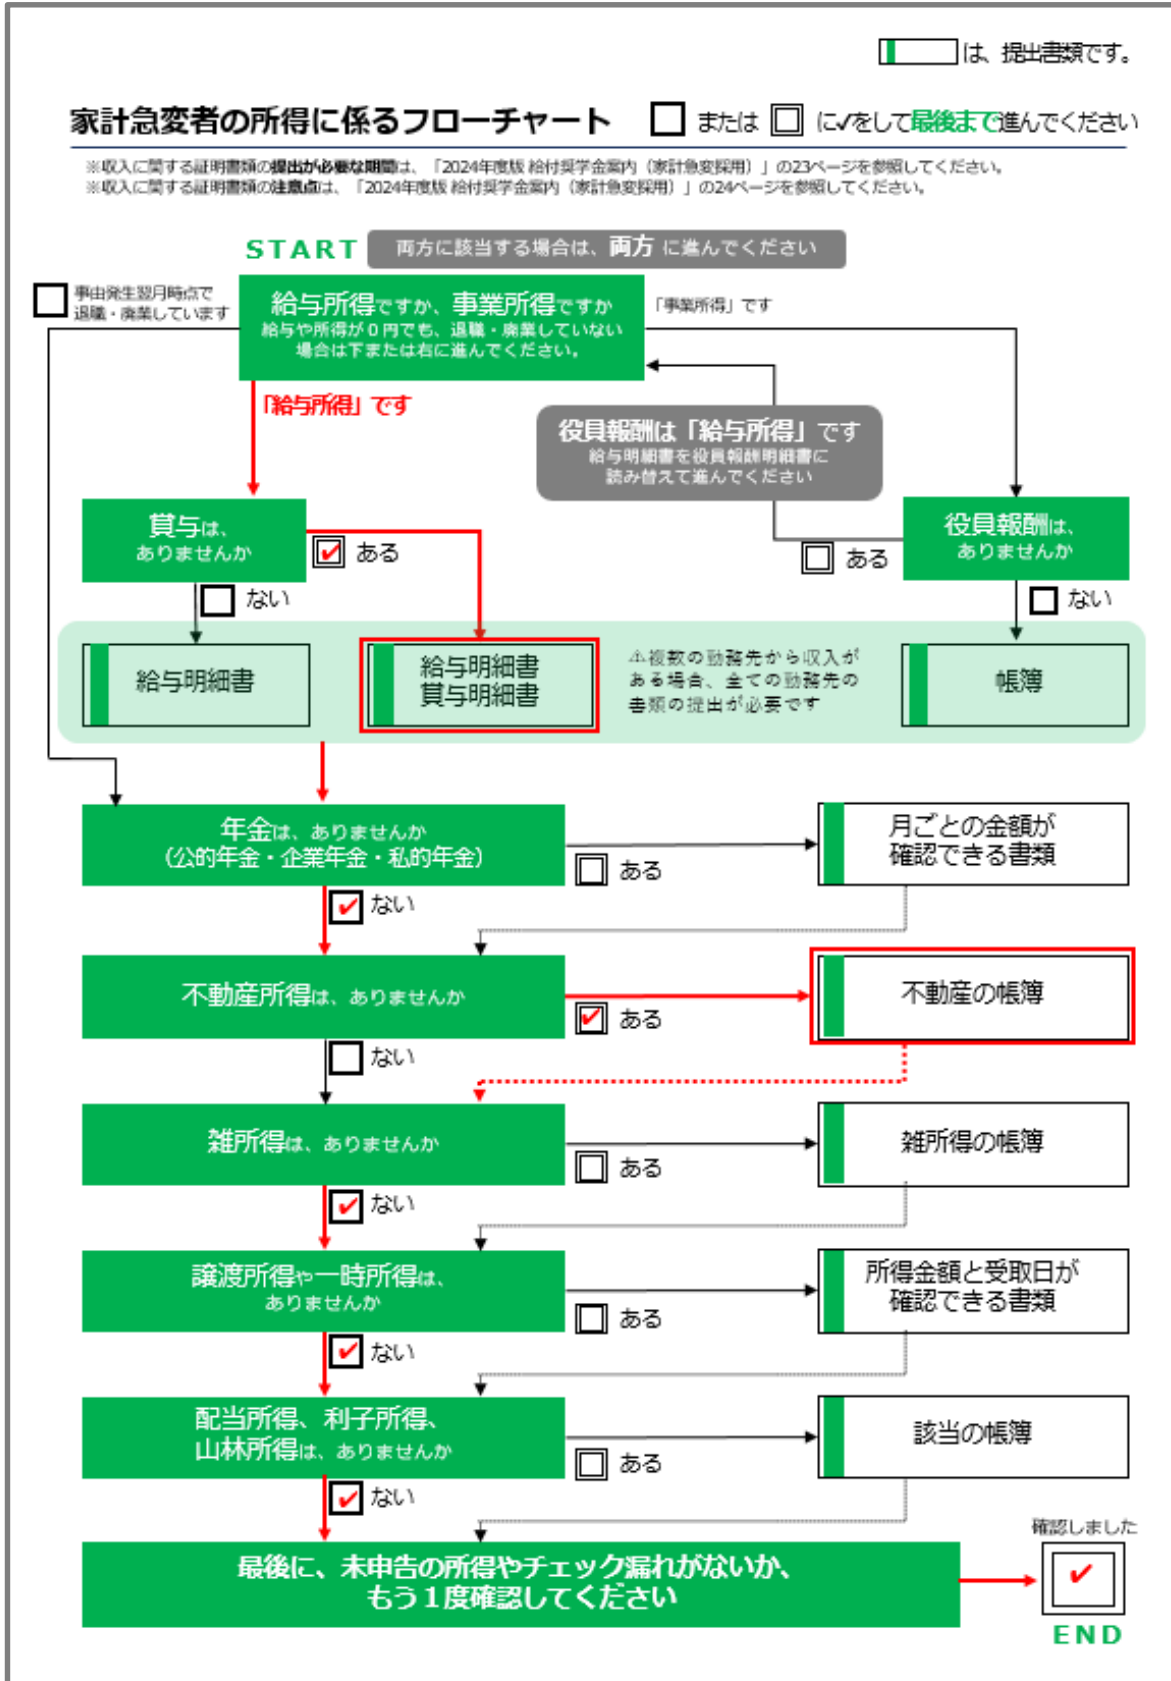 は、提出書類です。
家計急変者の所得に係るフローチャート
または
に✓をして最後まで進んでください
※収入に関する証明書類の提出が必要な期間は、「2024年度版 給付奨学金案内（家計急変採用）」の23ページを参照してください。
※収入に関する証明書類の注意点は、「2024年度版 給付奨学金案内（家計急変採用）」の24ページを参照してください。
START
両方に該当する場合は、両方 に進んでください
事由発生翌月時点で
退職・廃業しています
給与所得ですか、事業所得ですか
給与や所得が０円でも、退職・廃業していない
場合は下または右に進んでください。
「事業所得」です
「給与所得」です
役員報酬は「給与所得」です
給与明細書を役員報酬明細書に
読み替えて進んでください
賞与は、
ありませんか
ある
ない
役員報酬は、
ありませんか
ある
ない
給与明細書
給与明細書
賞与明細書
⚠複数の勤務先から収入が
ある場合、全ての勤務先の
書類の提出が必要です
帳簿
年金は、ありませんか
（公的年金・企業年金・私的年金）
ある
月ごとの金額が
確認できる書類
ない
不動産所得は、ありませんか
ある
不動産の帳簿
ない
雑所得は、ありませんか
ある
雑所得の帳簿
ない
譲渡所得や一時所得は、
ありませんか
ある
所得金額と受取日が
確認できる書類
ない
配当所得、利子所得、
山林所得は、ありませんか
ある
該当の帳簿
ない
最後に、未申告の所得やチェック漏れがないか、
もう１度確認してください
確認しました
END